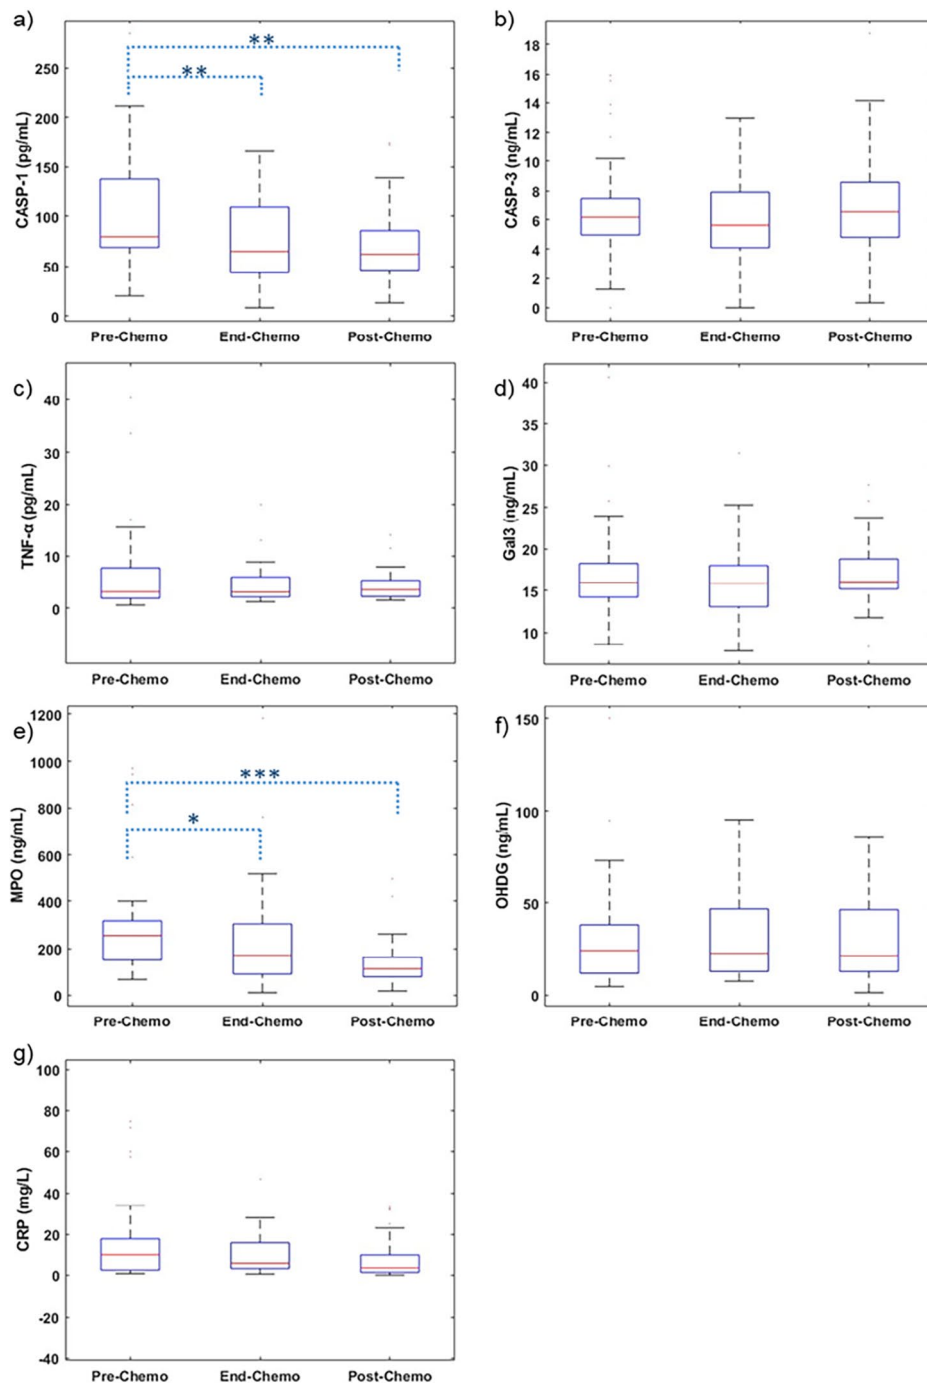 a)
CASP-1 (pg/mL)
250
200
150
100
50
0
**
**
Pre-Chemo End-Chemo Post-Chemo
b)
CASP-3 (ng/mL)
18
16
14
12
10
8
6
4
2
0
Pre-Chemo End-Chemo Post-Chemo
c)
TNF-α (pg/mL)
40
30
20
10
0
Pre-Chemo End-Chemo Post-Chemo
d)
Gal3 (ng/mL)
40
35
30
25
20
15
10
Pre-Chemo End-Chemo Post-Chemo
e)
MPO (ng/mL)
1200
1000
800
600
400
200
0
***
*
Pre-Chemo End-Chemo Post-Chemo
f)
OHDG (ng/mL)
150
100
50
0
Pre-Chemo End-Chemo Post-Chemo
g)
CRP (mg/L)
100
80
60
40
20
0
-20
-40
Pre-Chemo End-Chemo Post-Chemo